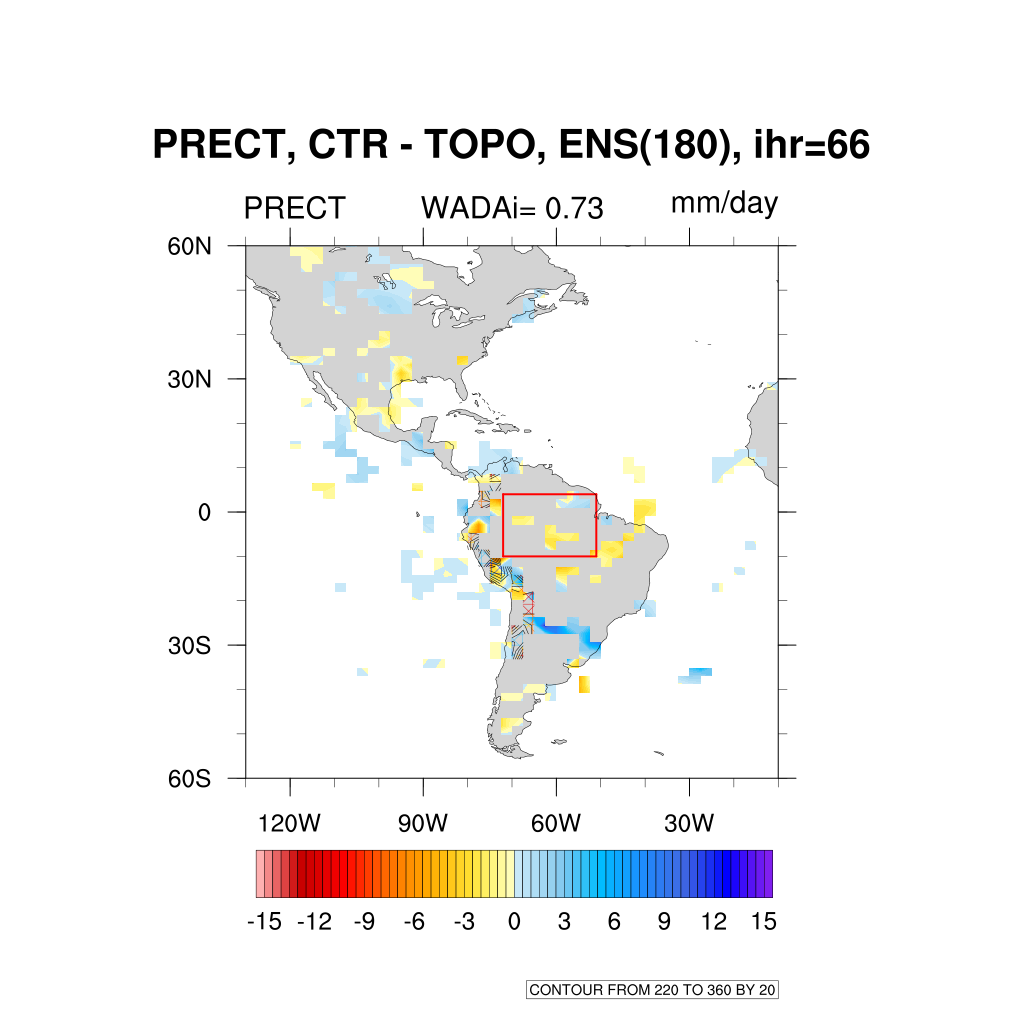 PRECT, CTR - TOPO, ENS(180), ihr=66
PRECT WADAi= 0.73 mm/day
60N
30N
0
30S
60S
120W 90W 60W 30W
-15 -12 -9 -6 -3 0 3 6 9 12 15
CONTOUR FROM 220 TO 360 BY 20